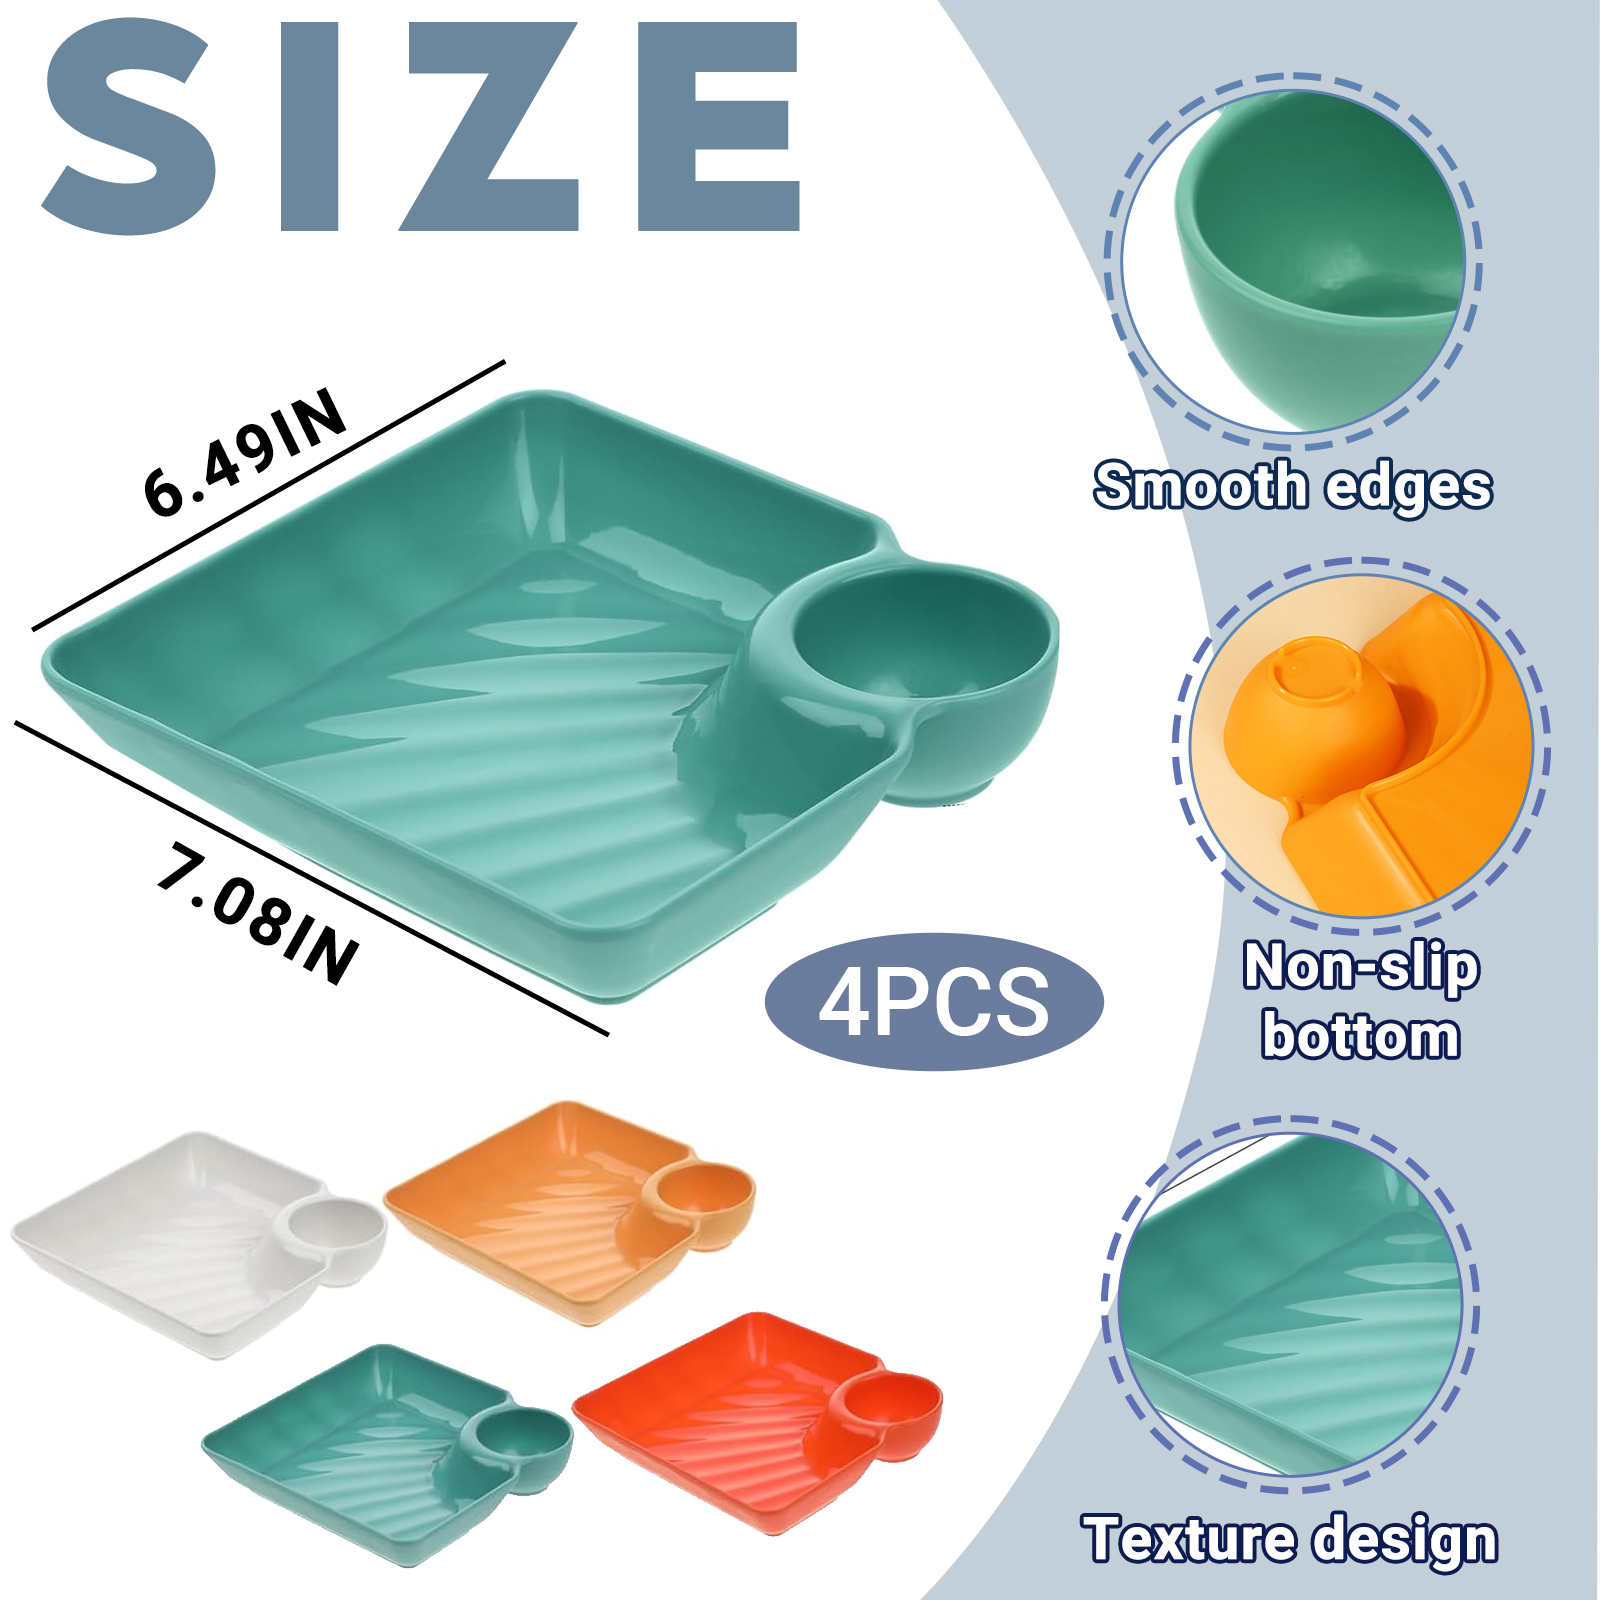 SIZE
6.49IN
7.08IN
4PCS
Smooth edges
Non-slip
bottom
Texture design